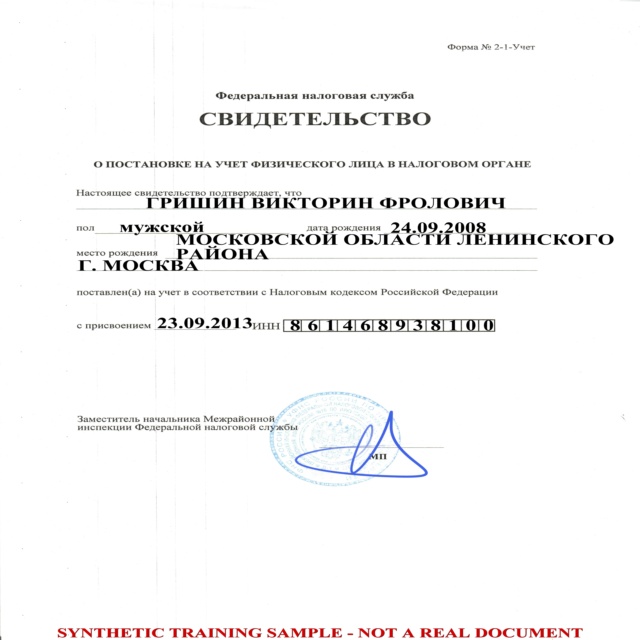 Форма № 2-1-Учет
Федеральная налоговая служба
СВИДЕТЕЛЬСТВО
О ПОСТАНОВКЕ НА УЧЕТ ФИЗИЧЕСКОГО ЛИЦА В НАЛОГОВОМ ОРГАНЕ
Настоящее свидетельство подтверждает, что
ГРИШИН ВИКТОРИН ФРОЛОВИЧ
пол мужской дата рождения 24.09.2008
МОСКОВСКОЙ ОБЛАСТИ ЛЕНИНСКОГО
место рождения РАЙОНА
Г. МОСКВА
поставлен(а) на учет в соответствии с Налоговым кодексом Российской Федерации
с присвоением 23.09.2013 ИНН 861468938100
Заместитель начальника Межрайонной
инспекции Федеральной налоговой службы
МП
SYNTHETIC TRAINING SAMPLE - NOT A REAL DOCUMENT